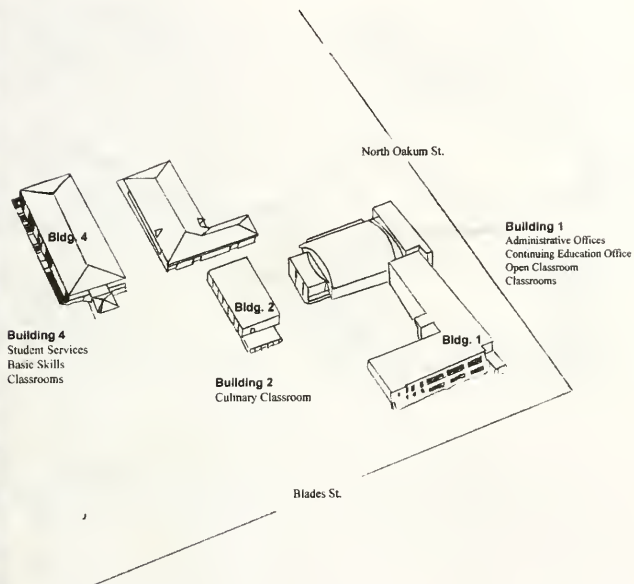 North Oakum St.
Bldg. 4
Building 1
Administrative Offices
Continuing Education Office
Open Classroom
Classrooms
Bldg. 2
Bldg. 1
Building 4
Student Services
Basic Skills
Classrooms
Building 2
Culinary Classroom
Blades St.